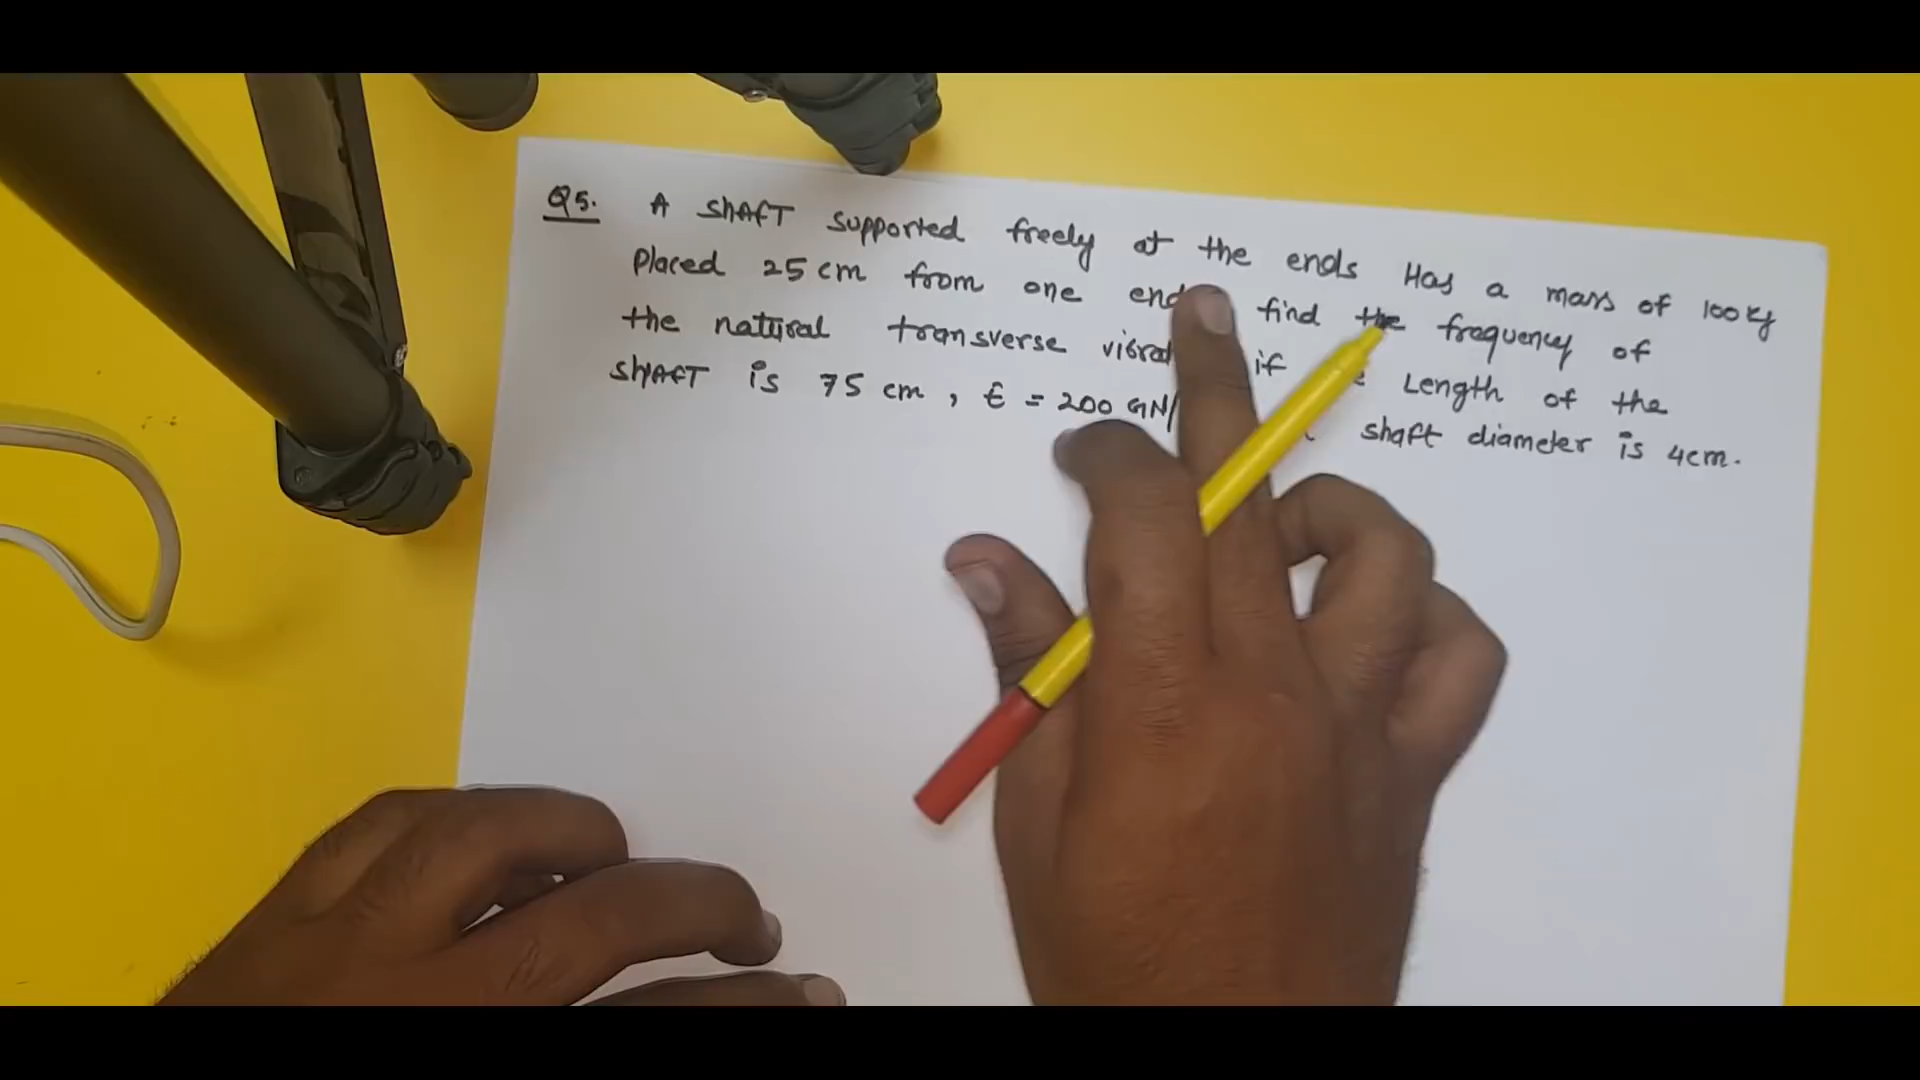 Q5. A SHAFT supported freely at the ends Has a mass of 100 kg
Placed 25 cm from one end find the frequency of
the natural transverse if Length of the
SHAFT is 75 cm , E = 200 GN/ shaft diameter is 4cm.